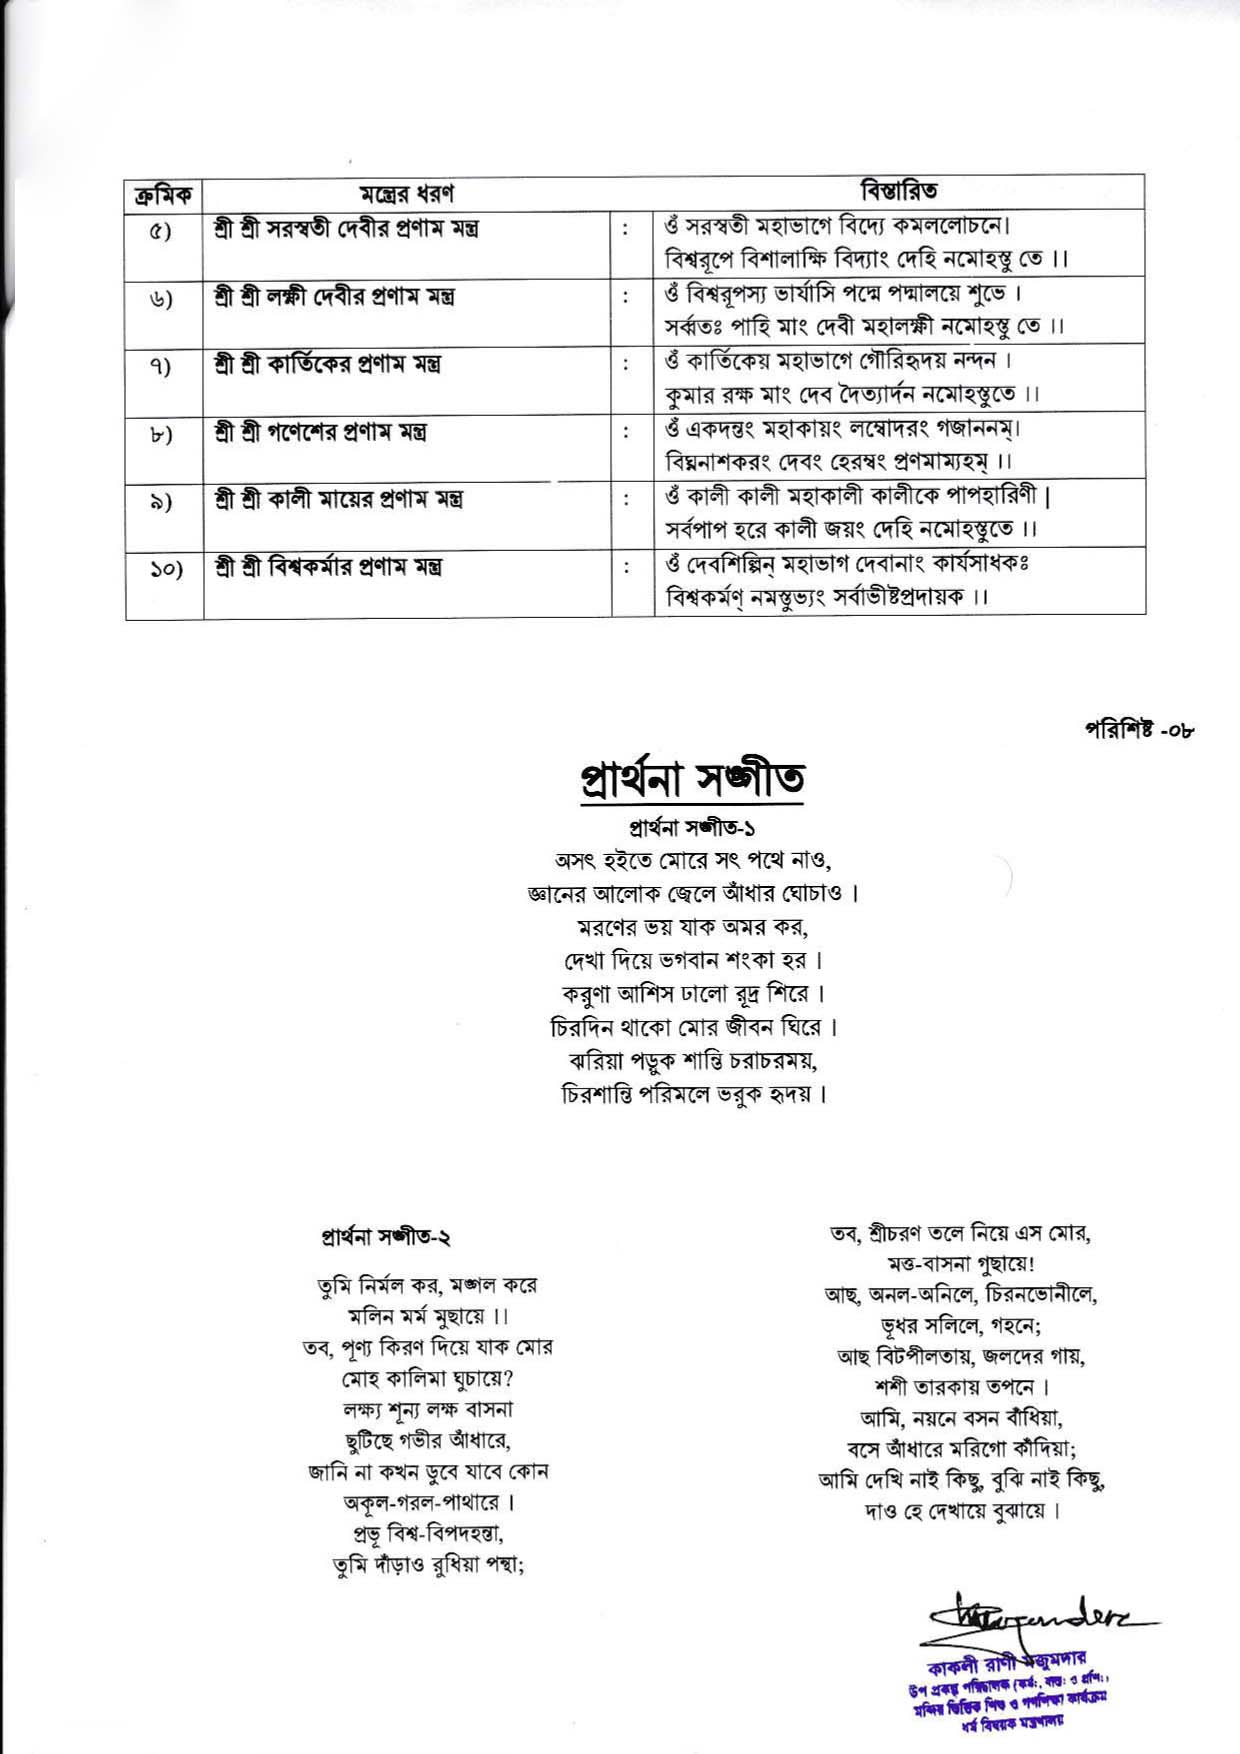 ক্রমিক মন্ত্রের ধরণ বিস্তারিত
৫) শ্রী শ্রী সরস্বতী দেবীর প্রণাম মন্ত্র : ওঁ সরস্বতী মহাভাগে বিদ্যে কমললোচনে।
বিশ্বরূপে বিশালাক্ষি বিদ্যাং দেহি নমোহস্তু তে ।।
৬) শ্রী শ্রী লক্ষী দেবীর প্রণাম মন্ত্র : ওঁ বিশ্বরূপস্য ভার্যাসি পদ্মে পদ্মালয়ে শুভে ।
সর্ব্বতঃ পাহি মাং দেবী মহালক্ষী নমোহস্তু তে ।।
৭) শ্রী শ্রী কার্তিকের প্রণাম মন্ত্র : ওঁ কার্তিকেয় মহাভাগে গৌরিহৃদয় নন্দন ।
কুমার রক্ষ মাং দেব দৈত্যার্দন নমোহস্তুতে ।।
৮) শ্রী শ্রী গণেশের প্রণাম মন্ত্র : ওঁ একদন্তং মহাকায়ং লম্বোদরং গজাননম্।
বিঘ্ননাশকরং দেবং হেরম্বং প্রণমাম্যহম্ ।।
৯) শ্রী শ্রী কালী মায়ের প্রণাম মন্ত্র : ওঁ কালী কালী মহাকালী কালীকে পাপহারিণী |
সর্বপাপ হরে কালী জয়ং দেহি নমোহস্তুতে ।।
১০) শ্রী শ্রী বিশ্বকর্মার প্রণাম মন্ত্র : ওঁ দেবশিল্পিন্ মহাভাগ দেবানাং কার্যসাধকঃ
বিশ্বকর্মণ্ নমস্তুভ্যং সর্বাভীষ্টপ্রদায়ক ।।
পরিশিষ্ট -০৮
প্রার্থনা সঙ্গীত
প্রার্থনা সঙ্গীত-১
অসৎ হইতে মোরে সৎ পথে নাও,
জ্ঞানের আলোক জ্বেলে আঁধার ঘোচাও ।
মরণের ভয় যাক অমর কর,
দেখা দিয়ে ভগবান শংকা হর ।
করুণা আশিস ঢালো রূদ্র শিরে ।
চিরদিন থাকো মোর জীবন ঘিরে ।
ঝরিয়া পড়ুক শান্তি চরাচরময়,
চিরশান্তি পরিমলে ভরুক হৃদয় ।
প্রার্থনা সঙ্গীত-২
তুমি নির্মল কর, মঙ্গল করে
মলিন মর্ম মুছায়ে ।।
তব, পূণ্য কিরণ দিয়ে যাক মোর
মোহ কালিমা ঘুচায়ে?
লক্ষ্য শূন্য লক্ষ বাসনা
ছুটিছে গভীর আঁধারে,
জানি না কখন ডুবে যাবে কোন
অকূল-গরল-পাথারে ।
প্রভূ বিশ্ব-বিপদহন্তা,
তুমি দাঁড়াও রুধিয়া পন্থা;
তব, শ্রীচরণ তলে নিয়ে এস মোর,
মত্ত-বাসনা গুছায়ে!
আছ, অনল-অনিলে, চিরনভোনীলে,
ভূধর সলিলে, গহনে;
আছ বিটপীলতায়, জলদের গায়,
শশী তারকায় তপনে ।
আমি, নয়নে বসন বাঁধিয়া,
বসে আঁধারে মরিগো কাঁদিয়া;
আমি দেখি নাই কিছু, বুঝি নাই কিছু,
দাও হে দেখায়ে বুঝায়ে ।
কাকলী রাণী মজুমদার
উপ প্রকল্প পরিচালক (কর্ম:, বাস্ত: ও প্রশি:)
মন্দির ভিত্তিক শিশু ও গণশিক্ষা কার্যক্রম
ধর্ম বিষয়ক মন্ত্রণালয়